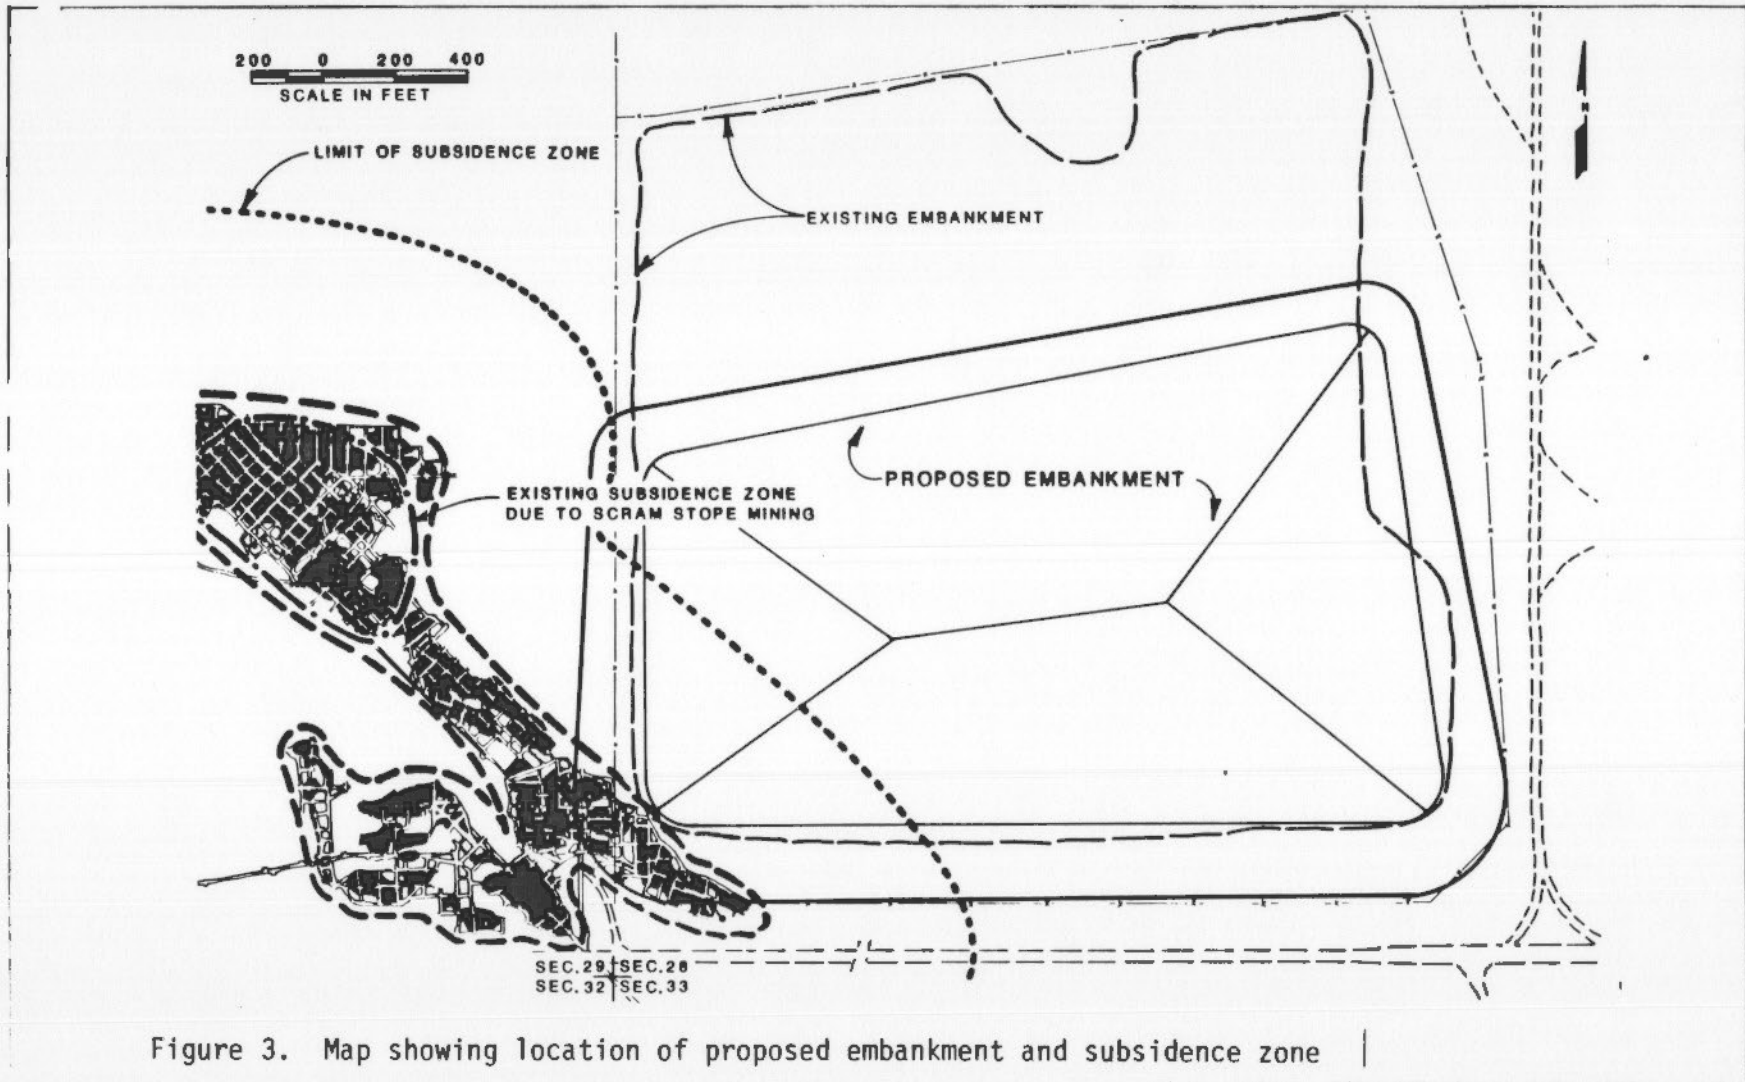 200 0 200 400
SCALE IN FEET
N
LIMIT OF SUBSIDENCE ZONE
EXISTING EMBANKMENT
PROPOSED EMBANKMENT
EXISTING SUBSIDENCE ZONE
DUE TO SCRAM STOPE MINING
SEC.29 SEC.28
SEC.32 SEC.33
Figure 3. Map showing location of proposed embankment and subsidence zone